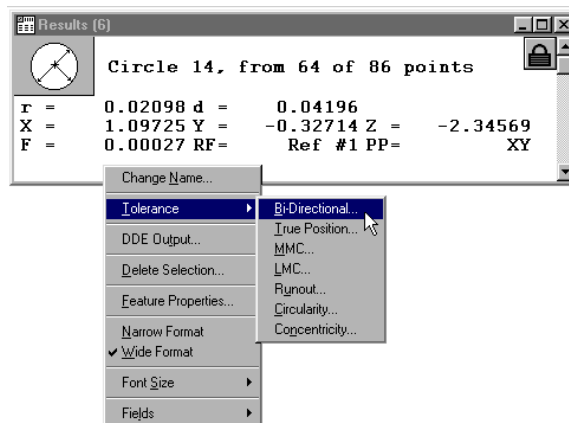 Results (6)
Circle 14, from 64 of 86 points
r = 0.02098 d = 0.04196
X = 1.09725 Y = -0.32714 Z = -2.34569
F = 0.00027 RF= Ref #1 PP= XY
Change Name...
Tolerance
DDE Output...
Delete Selection...
Feature Properties...
Narrow Format
Wide Format
Font Size
Fields
Bi-Directional...
True Position...
MMC...
LMC...
Runout...
Circularity...
Concentricity...